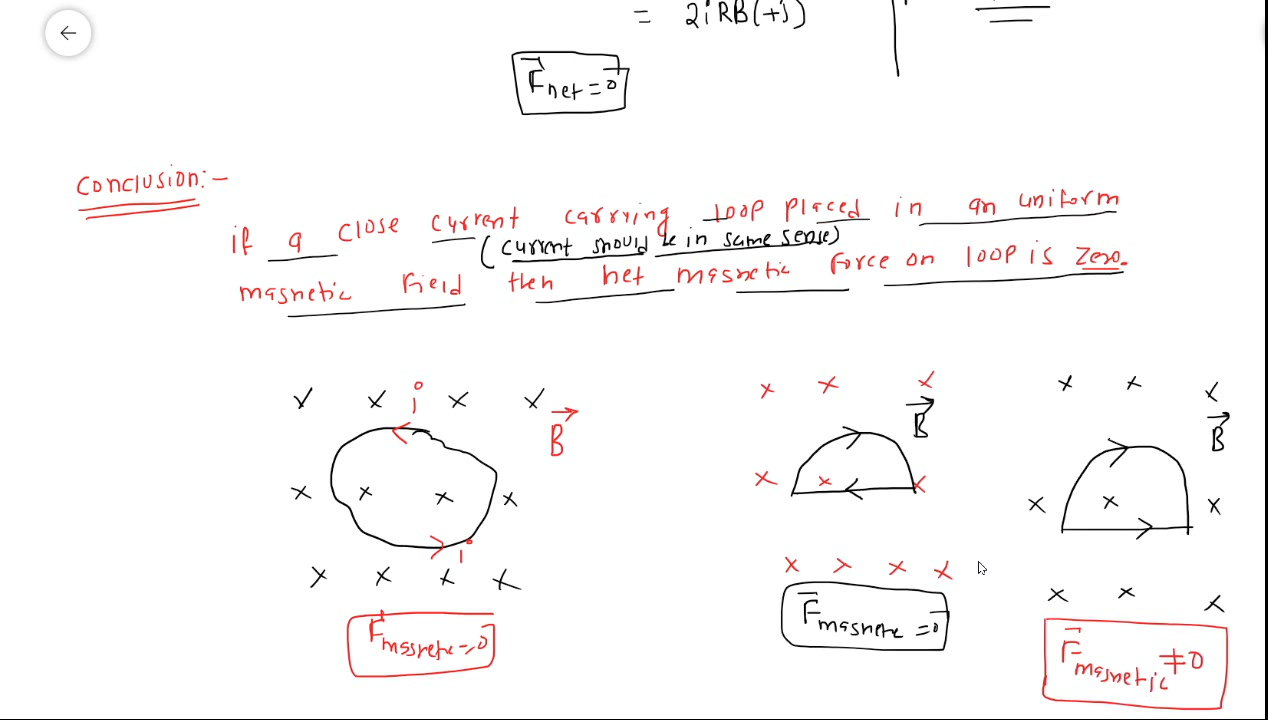 = 2iRB(+j)
F⃗net = 0⃗
Conclusion:-
if a close current carrying loop placed in an uniform
(current should be in same sense)
magnetic field then net magnetic force on loop is zero.
i
B⃗
B⃗
B⃗
i
F⃗magnetic = 0⃗
F⃗magnetic = 0⃗
F⃗magnetic ≠ 0